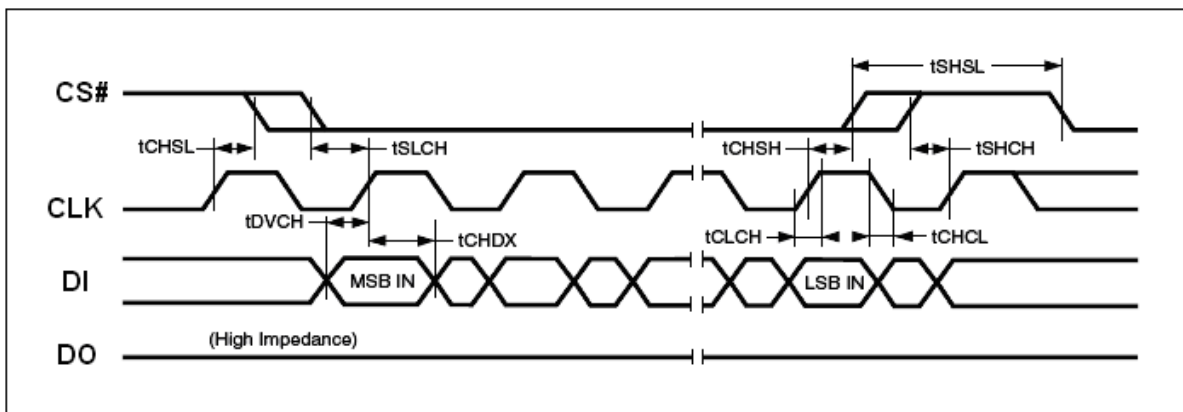 tSHSL
CS#
tCHSL
tSLCH
tCHSH
tSHCH
CLK
tDVCH
tCHDX
tCLCH
tCHCL
DI
MSB IN
LSB IN
(High Impedance)
DO